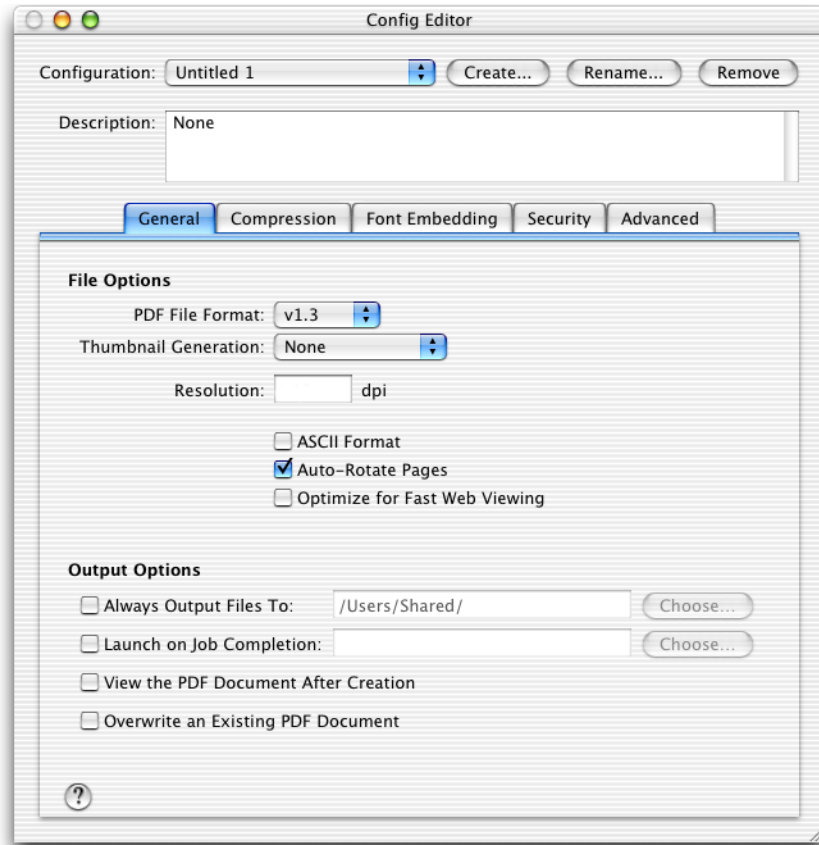 Config Editor
Configuration: Untitled 1 Create... Rename... Remove
Description: None
General Compression Font Embedding Security Advanced
File Options
PDF File Format: v1.3
Thumbnail Generation: None
Resolution: dpi
ASCII Format
Auto-Rotate Pages
Optimize for Fast Web Viewing
Output Options
Always Output Files To: /Users/Shared/ Choose...
Launch on Job Completion: Choose...
View the PDF Document After Creation
Overwrite an Existing PDF Document
?